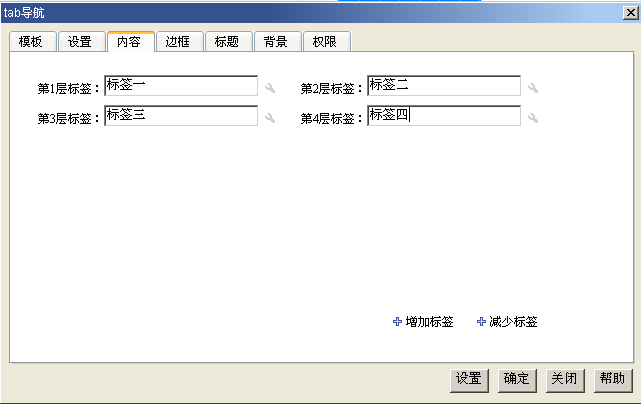 tab导航
模板 设置 内容 边框 标题 背景 权限
第1层标签： 标签一 第2层标签： 标签二
第3层标签： 标签三 第4层标签： 标签四
增加标签 减少标签
设置 确定 关闭 帮助